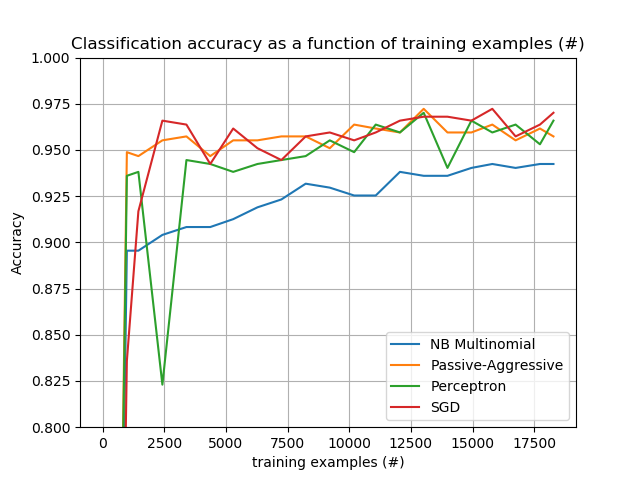 Classification accuracy as a function of training examples (#)
1.000
0.975
0.950
0.925
0.900
0.875
0.850
0.825
0.800
Accuracy
NB Multinomial
Passive-Aggressive
Perceptron
SGD
0 2500 5000 7500 10000 12500 15000 17500
training examples (#)